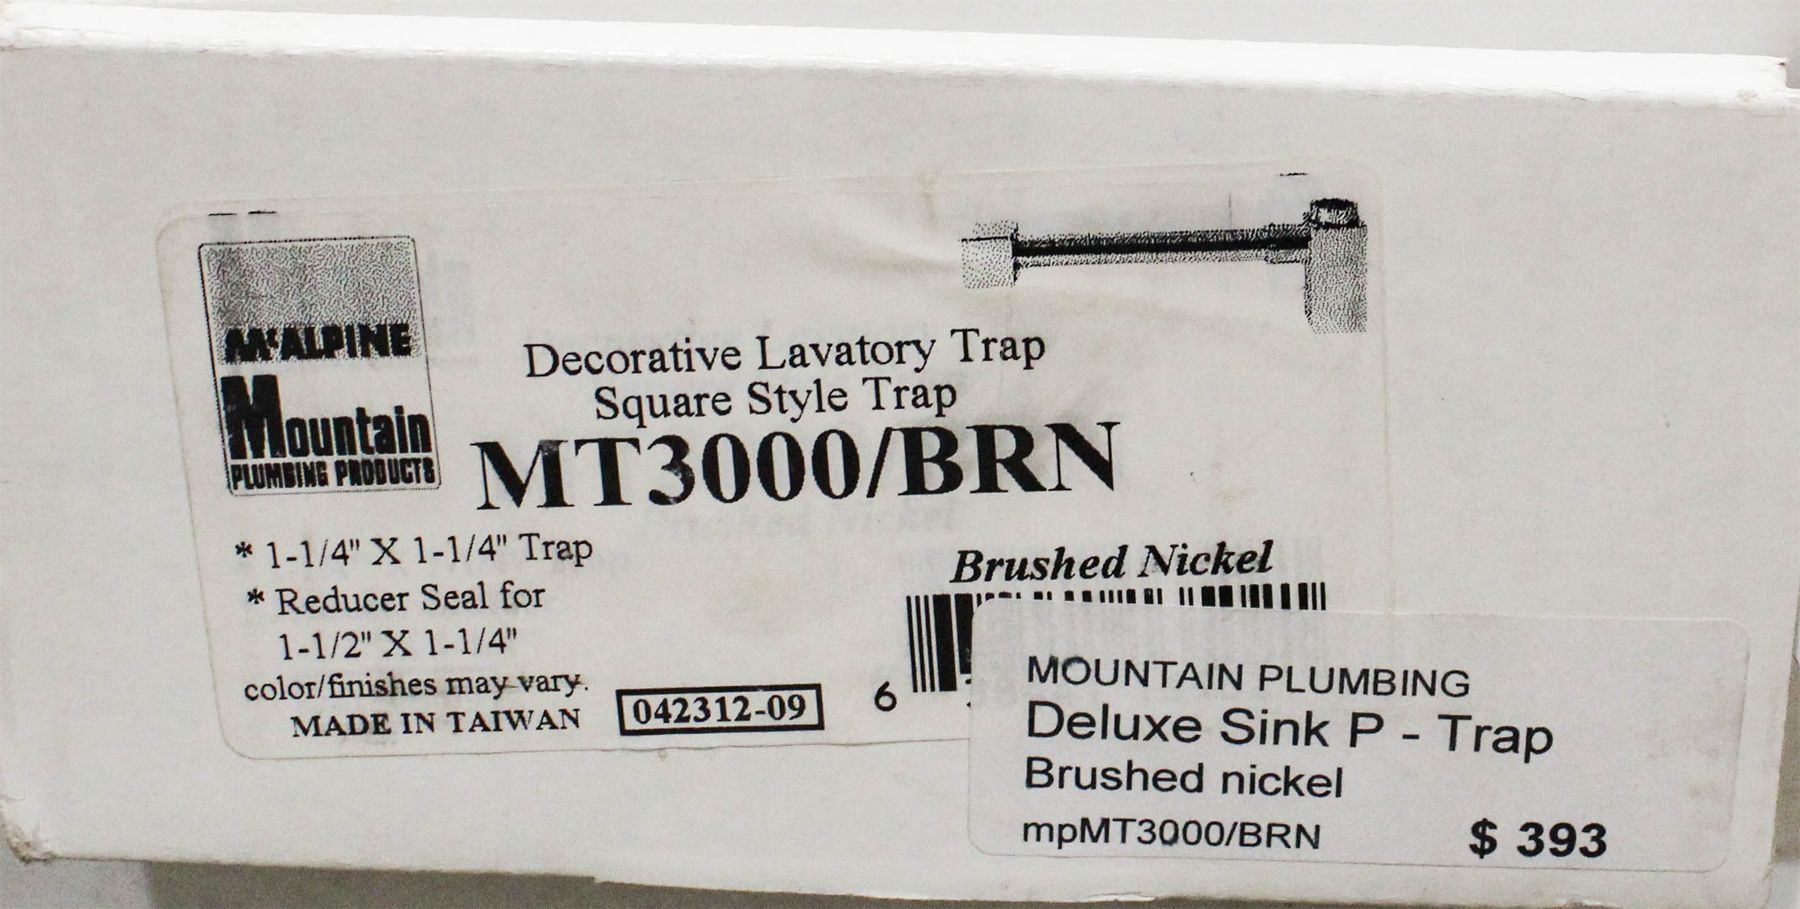 McALPINE
Mountain
PLUMBING PRODUCTS
Decorative Lavatory Trap
Square Style Trap
MT3000/BRN
* 1-1/4" X 1-1/4" Trap
* Reducer Seal for
1-1/2" X 1-1/4"
color/finishes may vary.
MADE IN TAIWAN
042312-09
Brushed Nickel
6
MOUNTAIN PLUMBING
Deluxe Sink P - Trap
Brushed nickel
mpMT3000/BRN
$ 393